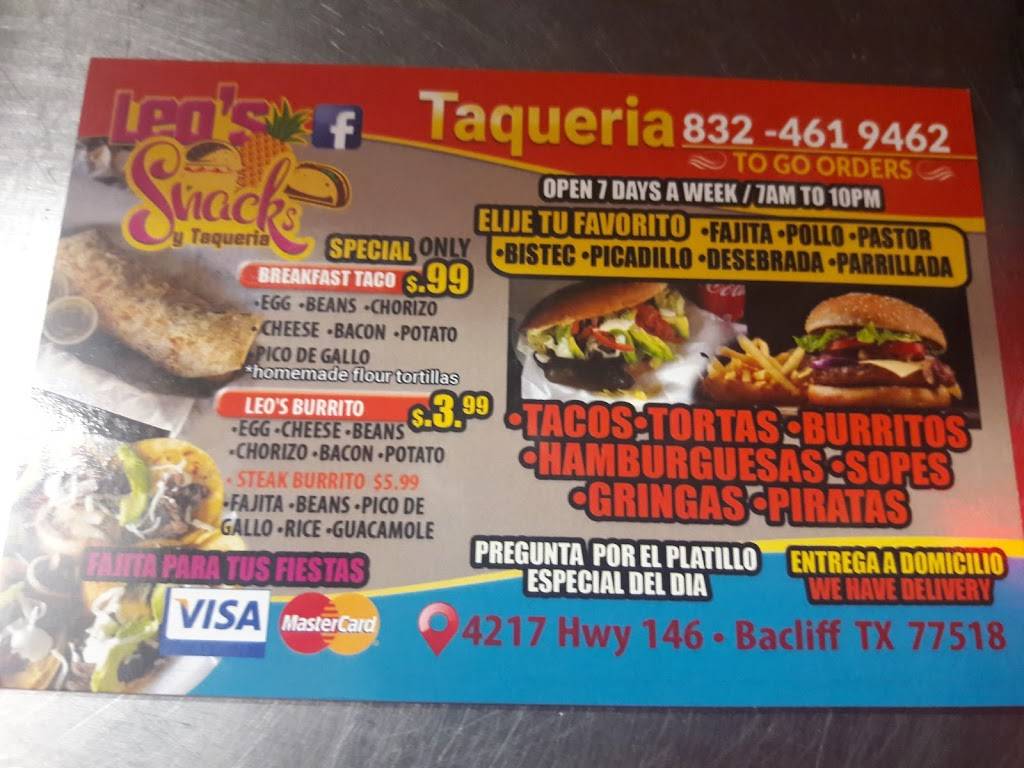 Leo's
Snacks
y Taqueria
f
Taqueria 832 -461 9462
TO GO ORDERS
OPEN 7 DAYS A WEEK / 7AM TO 10PM
ELIJE TU FAVORITO •FAJITA •POLLO •PASTOR
•BISTEC •PICADILLO •DESEBRADA •PARRILLADA
SPECIAL ONLY
BREAKFAST TACO $.99
•EGG •BEANS •CHORIZO
•CHEESE •BACON •POTATO
•PICO DE GALLO
*homemade flour tortillas
LEO'S BURRITO $.3.99
•EGG •CHEESE •BEANS
•CHORIZO •BACON •POTATO
• STEAK BURRITO $5.99
•FAJITA •BEANS •PICO DE
GALLO •RICE •GUACAMOLE
FAJITA PARA TUS FIESTAS
VISA
MasterCard
•TACOS •TORTAS •BURRITOS
•HAMBURGUESAS •SOPES
•GRINGAS •PIRATAS
PREGUNTA POR EL PLATILLO
ESPECIAL DEL DIA
ENTREGA A DOMICILIO
WE HAVE DELIVERY
4217 Hwy 146 • Bacliff TX 77518